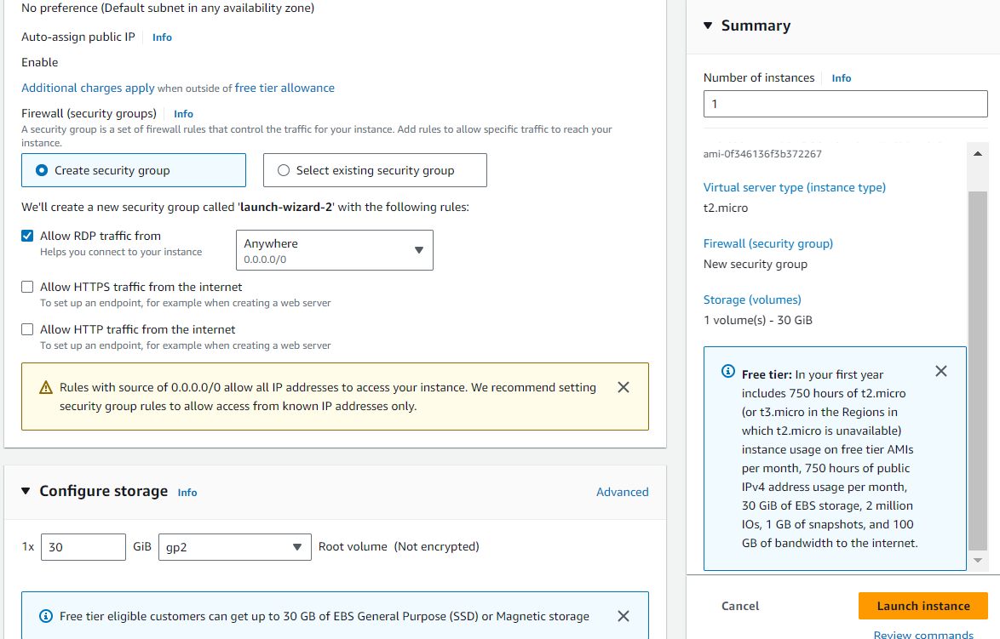 No preference (Default subnet in any availability zone)
Auto-assign public IP Info
Enable
Additional charges apply when outside of free tier allowance
Firewall (security groups) Info
A security group is a set of firewall rules that control the traffic for your instance. Add rules to allow specific traffic to reach your
instance.
Create security group
Select existing security group
We'll create a new security group called 'launch-wizard-2' with the following rules:
Allow RDP traffic from
Helps you connect to your instance
Anywhere
0.0.0.0/0
Allow HTTPS traffic from the internet
To set up an endpoint, for example when creating a web server
Allow HTTP traffic from the internet
To set up an endpoint, for example when creating a web server
Rules with source of 0.0.0.0/0 allow all IP addresses to access your instance. We recommend setting
security group rules to allow access from known IP addresses only.
Configure storage Info
Advanced
1x 30 GiB gp2 Root volume (Not encrypted)
Free tier eligible customers can get up to 30 GB of EBS General Purpose (SSD) or Magnetic storage
Summary
Number of instances Info
1
ami-0f346136f3b372267
Virtual server type (instance type)
t2.micro
Firewall (security group)
New security group
Storage (volumes)
1 volume(s) - 30 GiB
Free tier: In your first year
includes 750 hours of t2.micro
(or t3.micro in the Regions in
which t2.micro is unavailable)
instance usage on free tier AMIs
per month, 750 hours of public
IPv4 address usage per month,
30 GiB of EBS storage, 2 million
IOs, 1 GB of snapshots, and 100
GB of bandwidth to the internet.
Cancel
Launch instance
Review commands